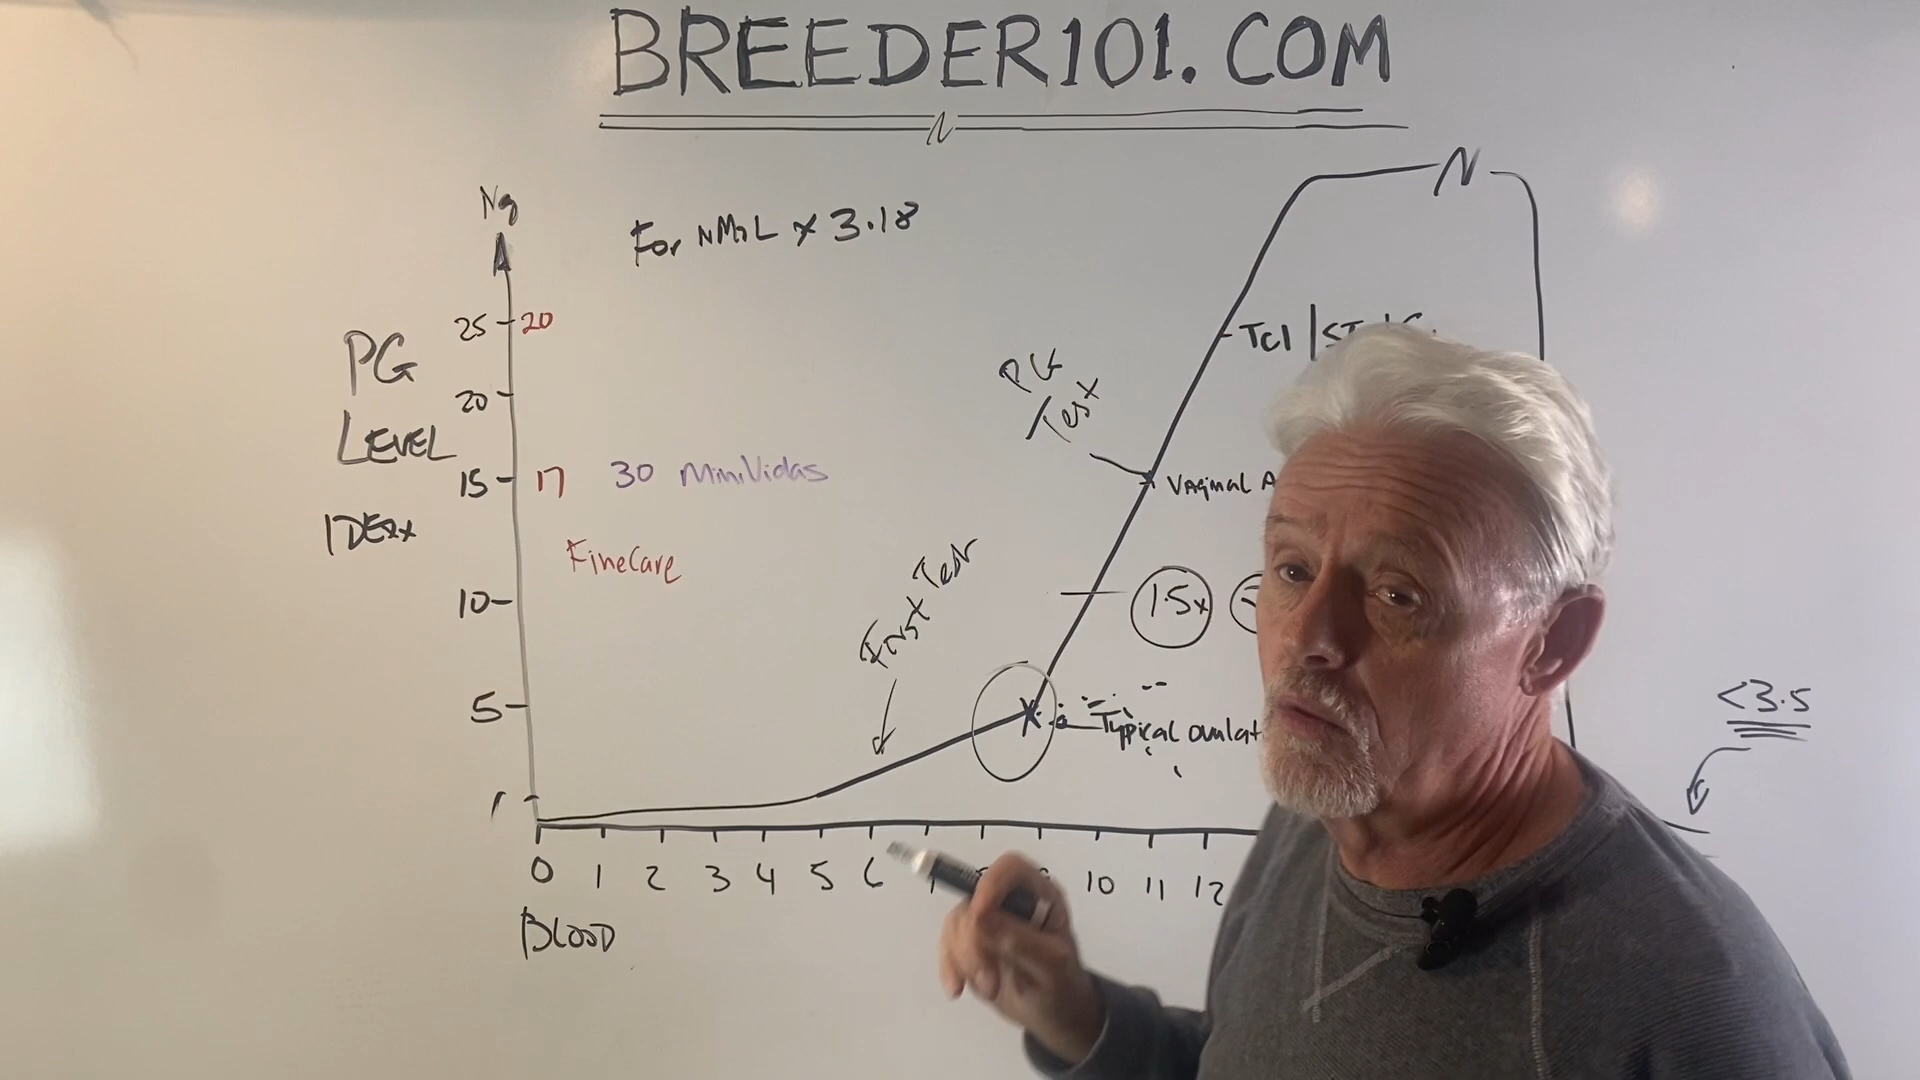 BREEDER101.COM
Ng
For NMOL x 3.18
25 20
PG
LEVEL
IDEXX
20
15 17 30 MiniVidas
FineCare
10
5
1
TCI
PG
Test
Vaginal A
First Test
1.5x
Typical ovulat
<3.5
0 1 2 3 4 5 6 7 10 11 12
BLOOD